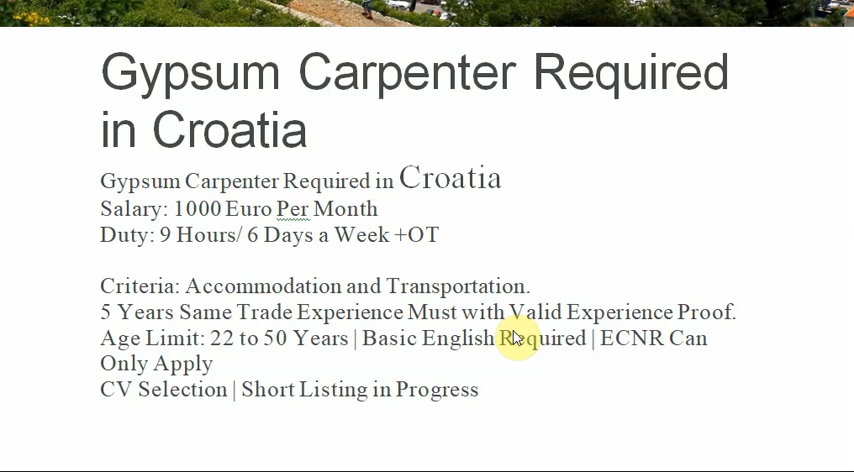 Gypsum Carpenter Required
in Croatia
Gypsum Carpenter Required in Croatia
Salary: 1000 Euro Per Month
Duty: 9 Hours/ 6 Days a Week +OT
Criteria: Accommodation and Transportation.
5 Years Same Trade Experience Must with Valid Experience Proof.
Age Limit: 22 to 50 Years | Basic English Required | ECNR Can
Only Apply
CV Selection | Short Listing in Progress